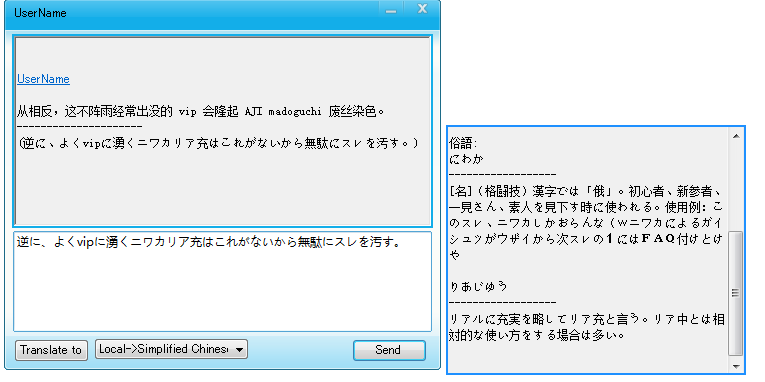 UserName
UserName
从相反，这不阵雨经常出没的 vip 会隆起 AJI madoguchi 废丝染色。
---------------------
(逆に、よくvipに湧くニワカリア充はこれがないから無駄にスレを汚す。)
逆に、よくvipに湧くニワカリア充はこれがないから無駄にスレを汚す。
Translate to
Local->Simplified Chines
Send
俗語:
にわか
------------------
[名]（格闘技）漢字では「俄」。初心者、新参者、
一見さん、素人を見下す時に使われる。使用例：こ
のスレ、ニワカしかおらんな（ｗニワカによるガイ
シュツがウザイから次スレの１にはＦＡＱ付けとけ
や
りあじゅう
------------------
リアルに充実を略してリア充と言う。リア中とは相
対的な使い方をする場合は多い。